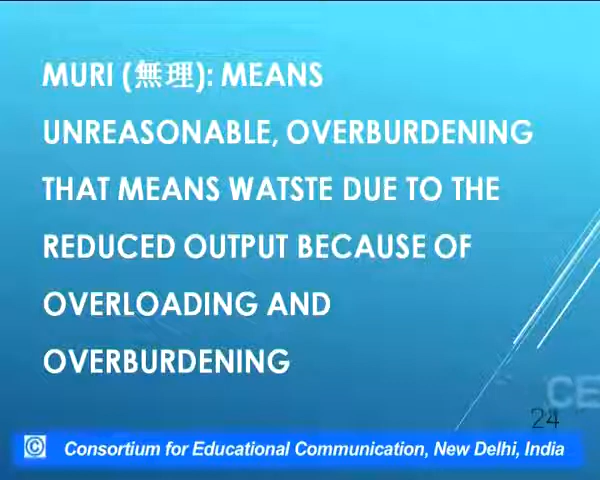 MURI (無理): MEANS
UNREASONABLE, OVERBURDENING
THAT MEANS WATSTE DUE TO THE
REDUCED OUTPUT BECAUSE OF
OVERLOADING AND
OVERBURDENING
CE
24
© Consortium for Educational Communication, New Delhi, India